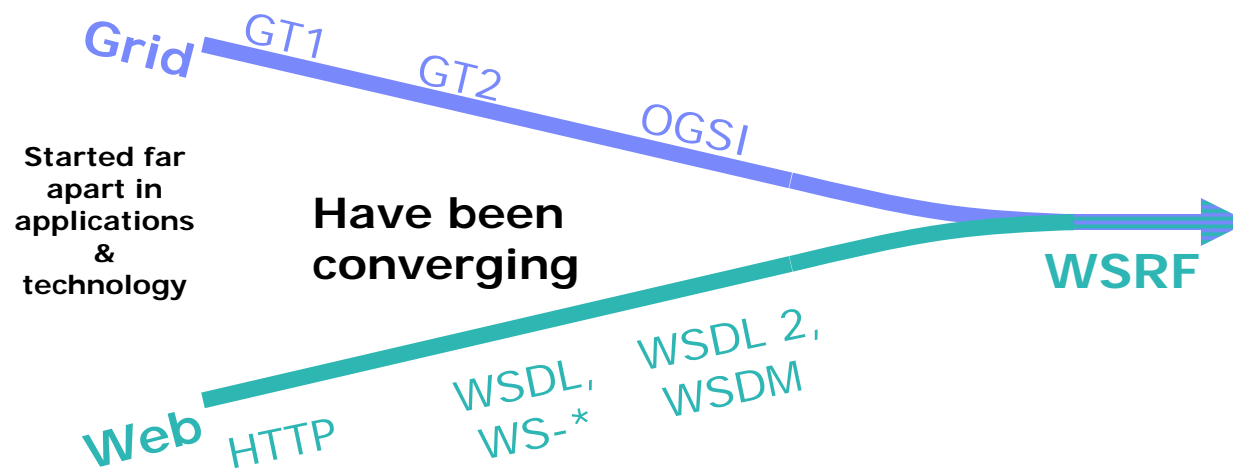 Grid
GT1
GT2
OGSI
Started far
apart in
applications
&
technology
Have been
converging
WSRF
WSDL 2,
WSDM
WSDL,
WS-*
Web
HTTP